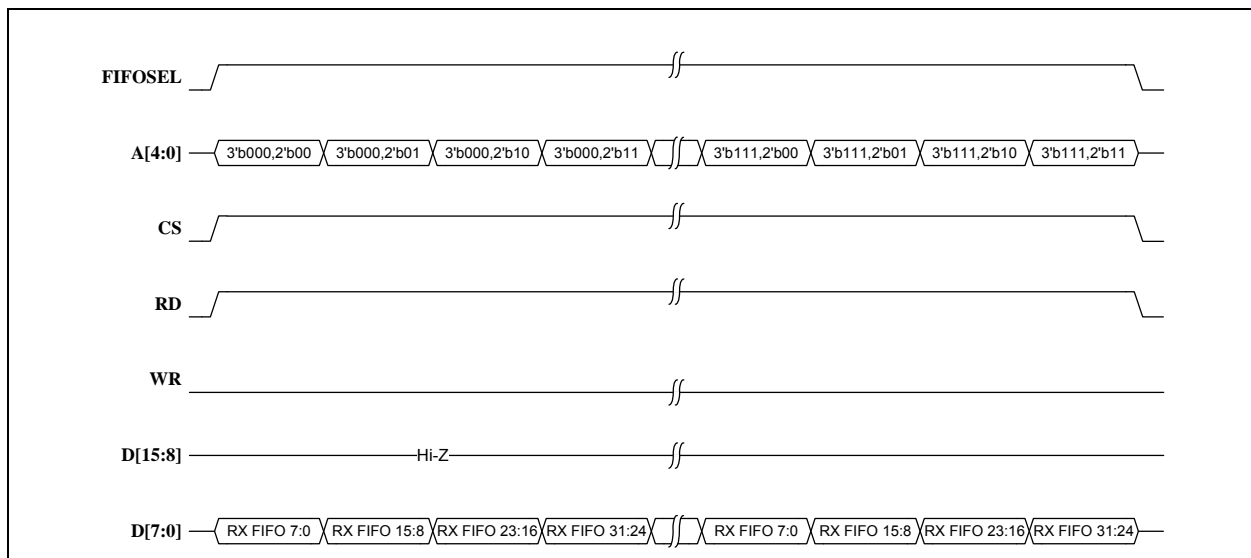 FIFOSEL
A[4:0] 3'b000,2'b00 3'b000,2'b01 3'b000,2'b10 3'b000,2'b11 3'b111,2'b00 3'b111,2'b01 3'b111,2'b10 3'b111,2'b11
CS
RD
WR
D[15:8] Hi-Z
D[7:0] RX FIFO 7:0 RX FIFO 15:8 RX FIFO 23:16 RX FIFO 31:24 RX FIFO 7:0 RX FIFO 15:8 RX FIFO 23:16 RX FIFO 31:24